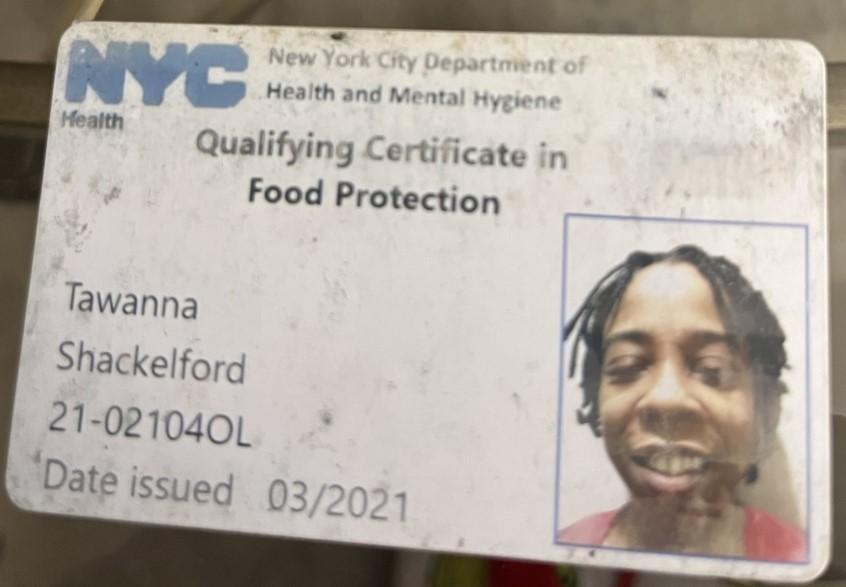 NYC
Health
New York City Department of
Health and Mental Hygiene
Qualifying Certificate in
Food Protection
Tawanna
Shackelford
21-02104OL
Date issued 03/2021